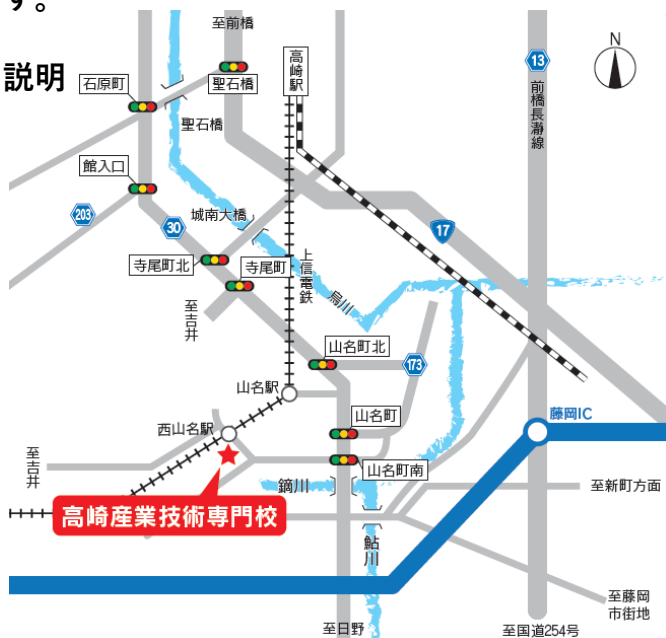 す。
説明
至前橋
高崎駅
N
13
前橋長瀞線
石原町
聖石橋
聖石橋
館入口
203
30
城南大橋
17
寺尾町北
寺尾町
上信電鉄
烏川
至吉井
山名町北
173
山名駅
山名町
藤岡IC
西山名駅
山名町南
至吉井
鏑川
至新町方面
高崎産業技術専門校
鮎川
至藤岡
市街地
至日野
至国道254号